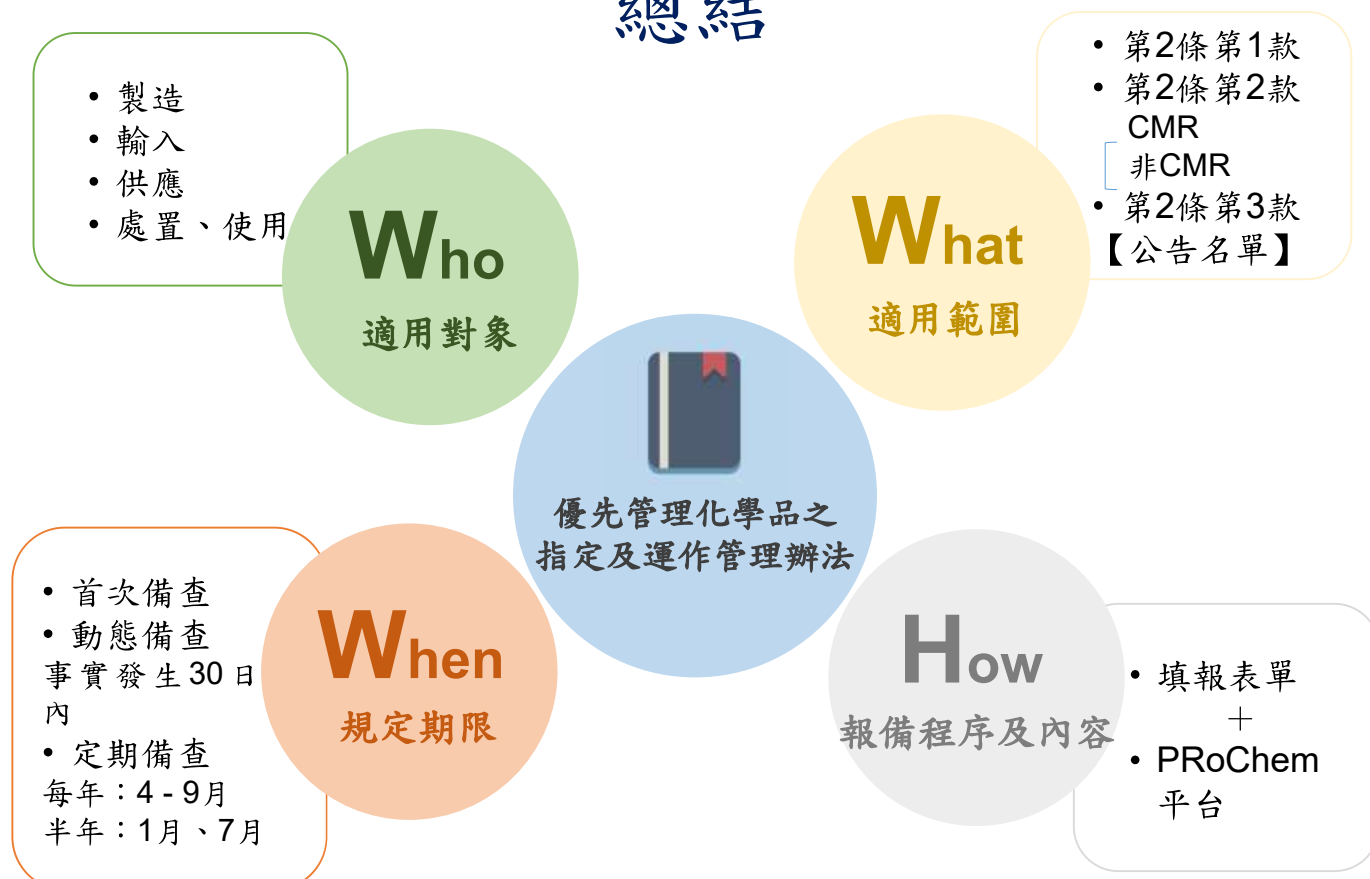 總結
• 製造
• 輸入
• 供應
• 處置、使用
Who
適用對象
• 第2條第1款
• 第2條第2款
CMR
非CMR
• 第2條第3款
【公告名單】
What
適用範圍
優先管理化學品之
指定及運作管理辦法
• 首次備查
• 動態備查
事實發生30日
內
• 定期備查
每年：4 - 9月
半年：1月、7月
When
規定期限
How
報備程序及內容
• 填報表單
＋
• PRoChem
平台